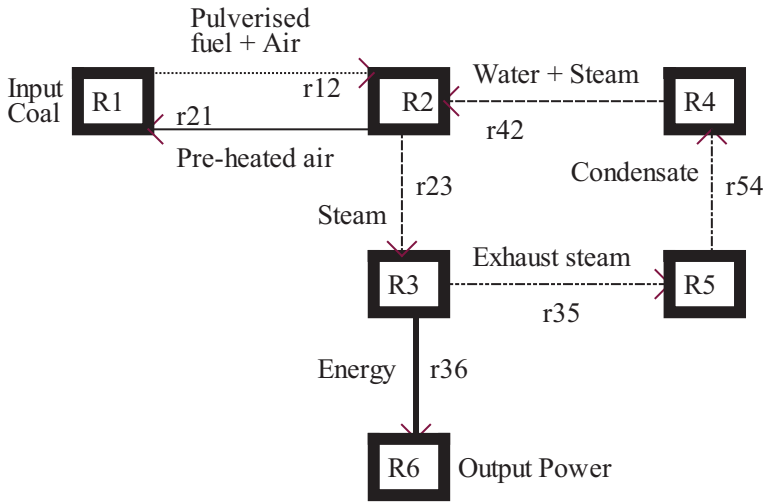 Pulverised
fuel + Air
Input
Coal
R1
r12
R2
Water + Steam
R4
r21
r42
Pre-heated air
r23
Condensate
r54
Steam
R3
Exhaust steam
R5
r35
Energy
r36
R6
Output Power